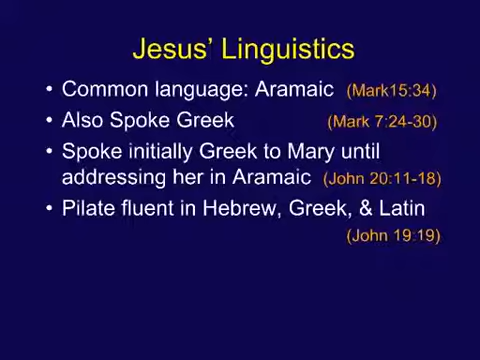 Jesus’ Linguistics
• Common language: Aramaic (Mark15:34)
• Also Spoke Greek (Mark 7:24-30)
• Spoke initially Greek to Mary until
addressing her in Aramaic (John 20:11-18)
• Pilate fluent in Hebrew, Greek, & Latin
(John 19:19)